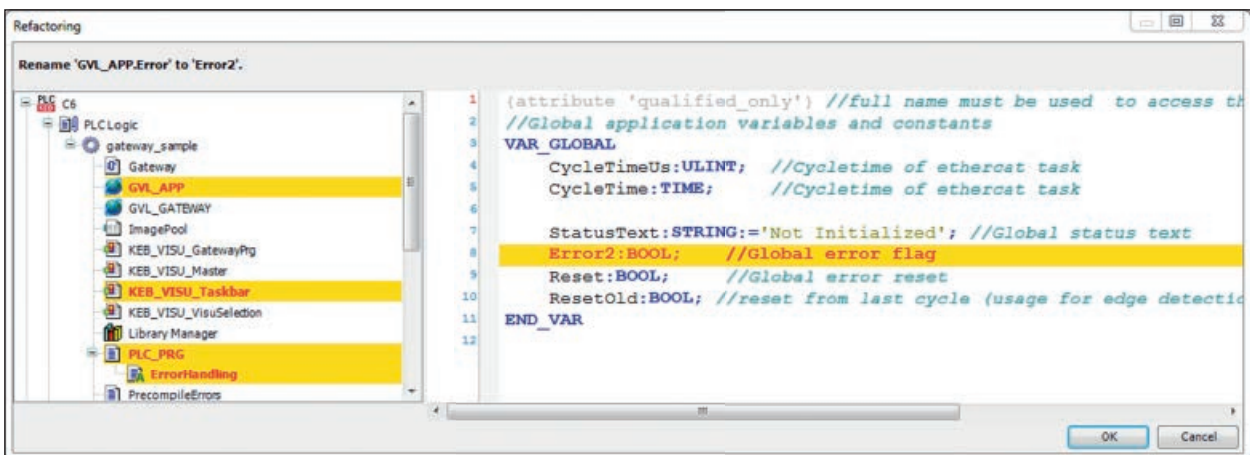 Refactoring
Rename 'GVL_APP.Error' to 'Error2'.
C6
PLCLogic
gateway_sample
Gateway
GVL_APP
GVL_GATEWAY
ImagePool
KEB_VISU_GatewayPrg
KEB_VISU_Master
KEB_VISU_Taskbar
KEB_VISU_VisuSelection
Library Manager
PLC_PRG
ErrorHandling
PrecompileErrors
1 {attribute 'qualified_only'} //full name must be used to access th
2 //Global application variables and constants
3 VAR_GLOBAL
4 CycleTimeUs:ULINT; //Cycletime of ethercat task
5 CycleTime:TIME; //Cycletime of ethercat task
6
7 StatusText:STRING:='Not Initialized'; //Global status text
8 Error2:BOOL; //Global error flag
9 Reset:BOOL; //Global error reset
10 ResetOld:BOOL; //reset from last cycle (usage for edge detectio
11 END_VAR
12
OK Cancel